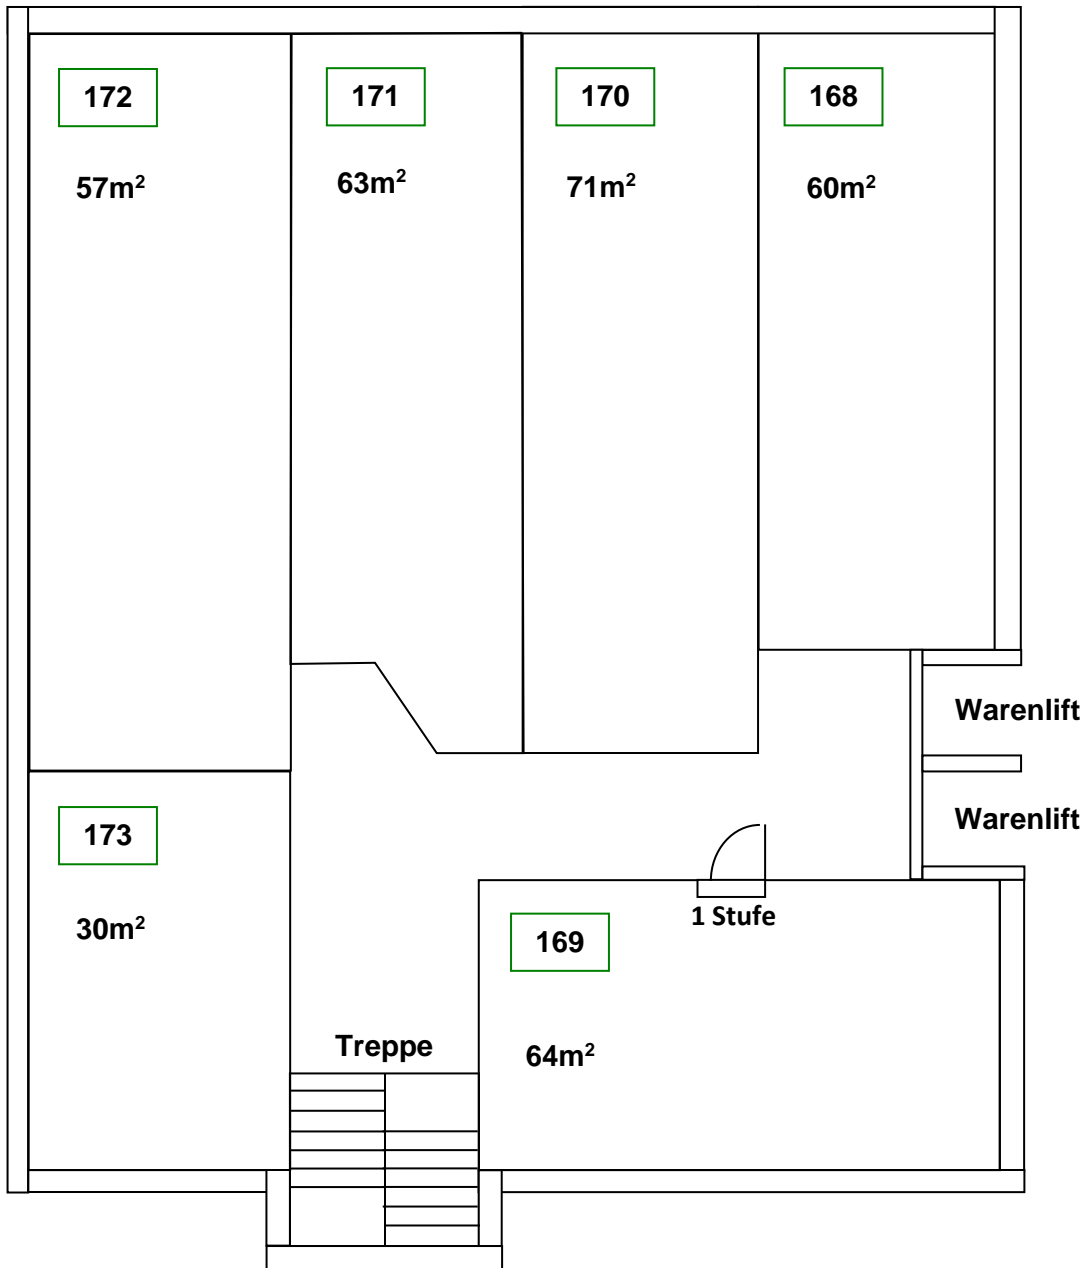 172
171
170
168
57m²
63m²
71m²
60m²
Warenlift
Warenlift
173
30m²
1 Stufe
169
Treppe
64m²